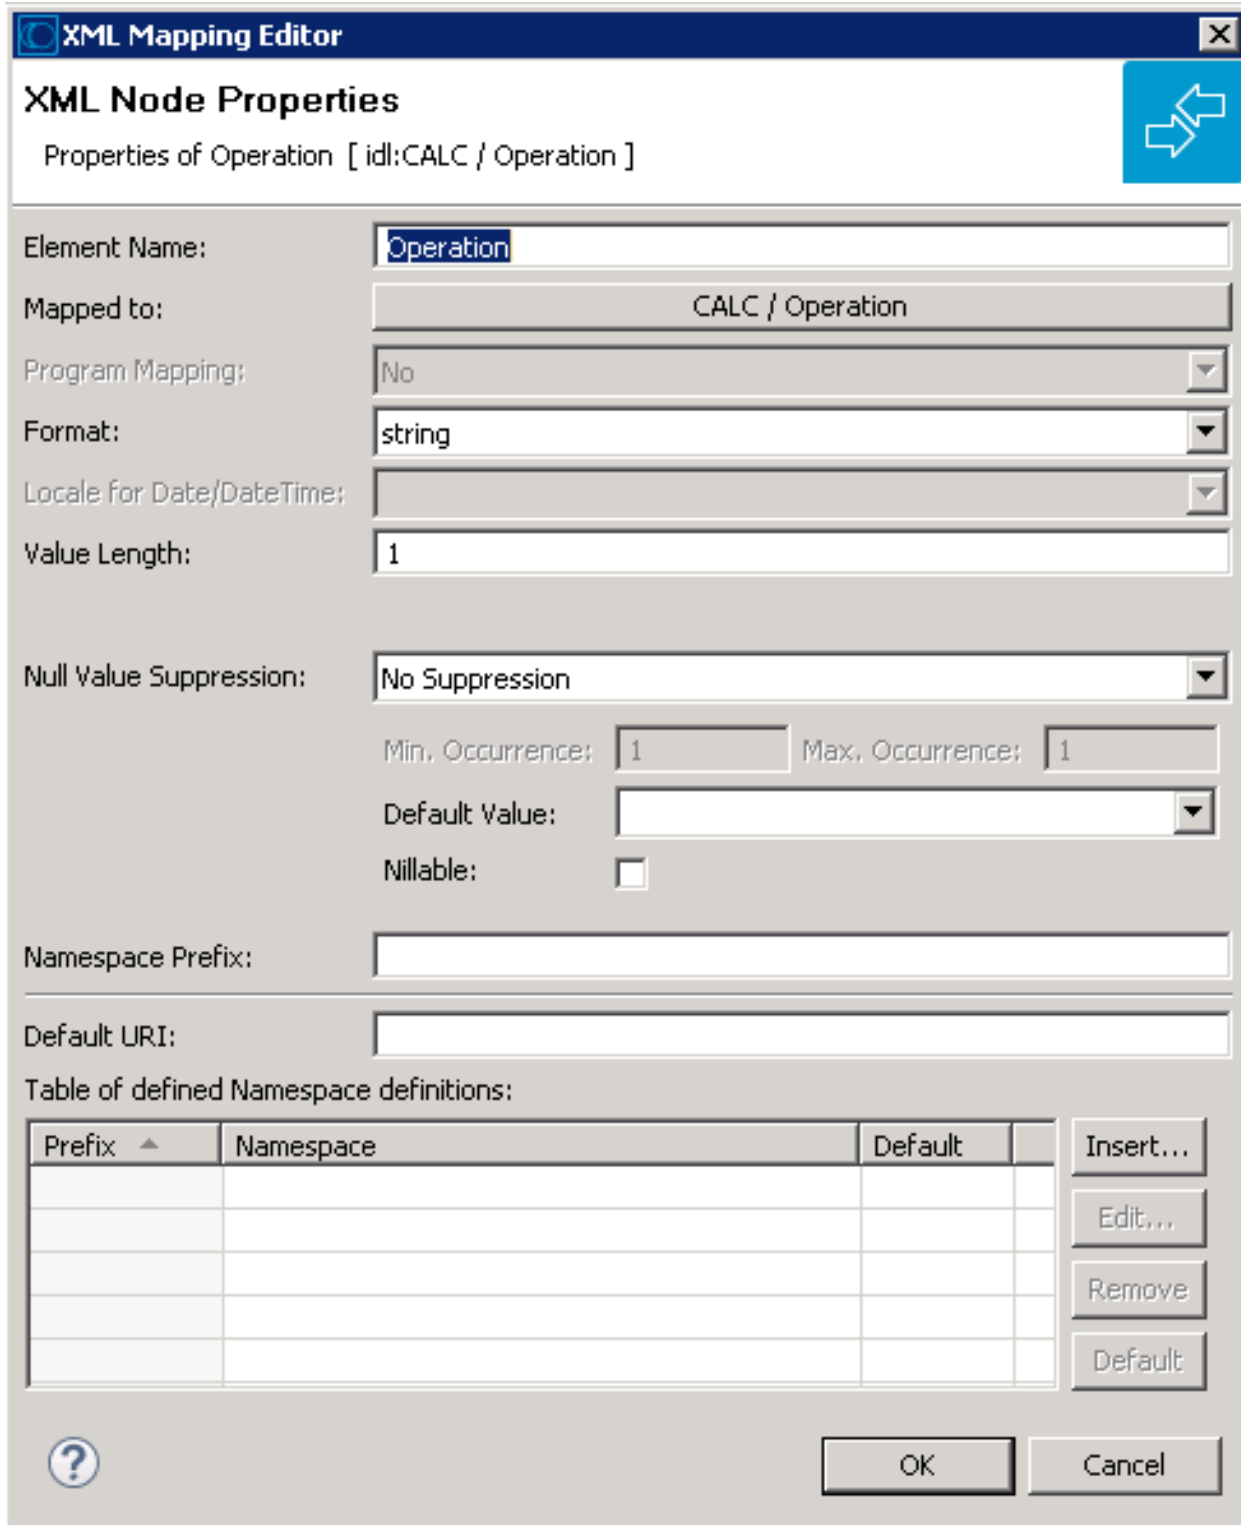 XML Mapping Editor
XML Node Properties
Properties of Operation [ idl:CALC / Operation ]
Element Name: Operation
Mapped to: CALC / Operation
Program Mapping: No
Format: string
Locale for Date/DateTime:
Value Length: 1
Null Value Suppression: No Suppression
Min. Occurrence: 1 Max. Occurrence: 1
Default Value:
Nillable:
Namespace Prefix:
Default URI:
Table of defined Namespace definitions:
Prefix Namespace Default Insert...
Edit...
Remove
Default
? OK Cancel